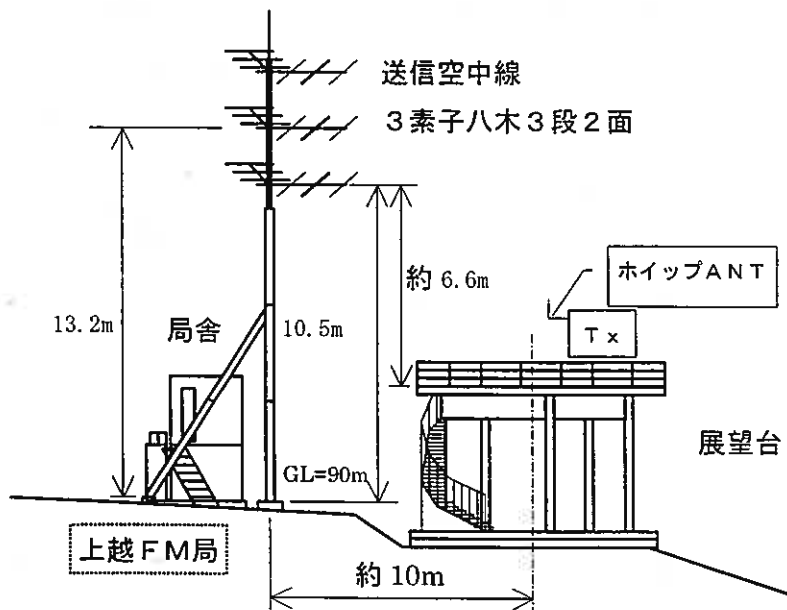 送信空中線
3素子八木3段2面
ホイップANT
Tx
約 6.6m
13.2m
局舎
10.5m
展望台
GL=90m
上越FM局
約 10m